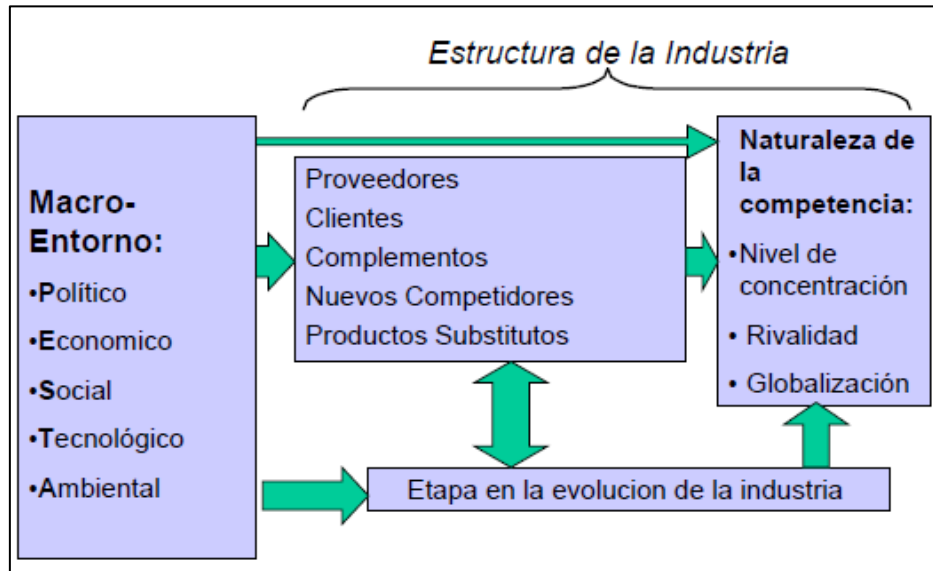 Estructura de la Industria
Macro-
Entorno:
•Político
•Economico
•Social
•Tecnológico
•Ambiental
Proveedores
Clientes
Complementos
Nuevos Competidores
Productos Substitutos
Naturaleza de
la
competencia:
•Nivel de
concentración
• Rivalidad
• Globalización
Etapa en la evolucion de la industria